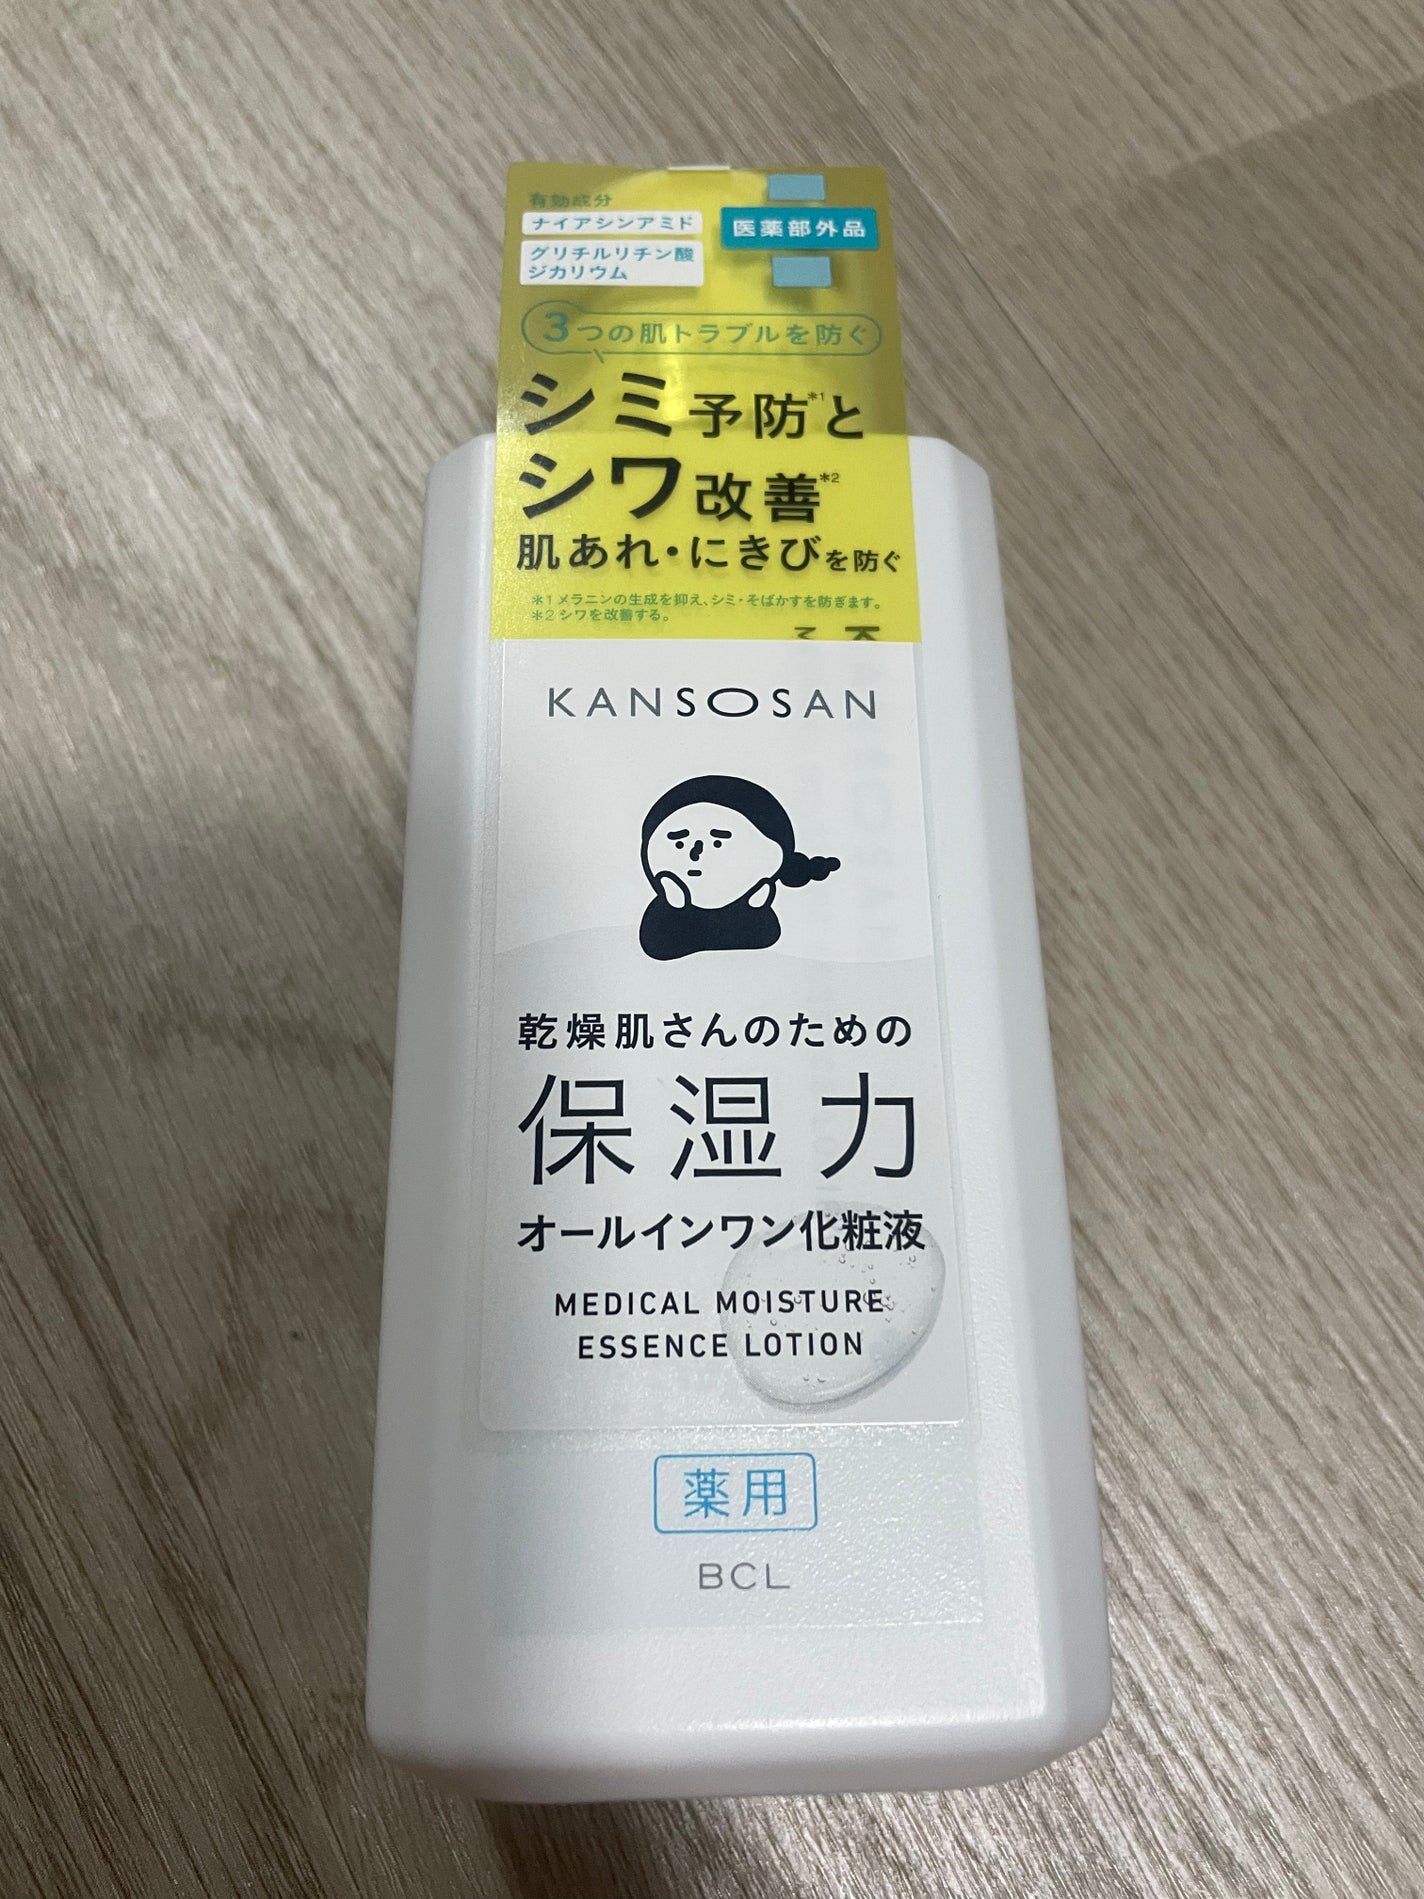 有効成分
ナイアシンアミド
グリチルリチン酸
ジカリウム
医薬部外品
3つの肌トラブルを防ぐ
シミ予防*1と
シワ改善*2
肌あれ・にきびを防ぐ
*1 メラニンの生成を抑え、シミ・そばかすを防ぎます。
*2 シワを改善する。
KANSOSAN
乾燥肌さんのための
保湿力
オールインワン化粧液
MEDICAL MOISTURE
ESSENCE LOTION
薬用
BCL